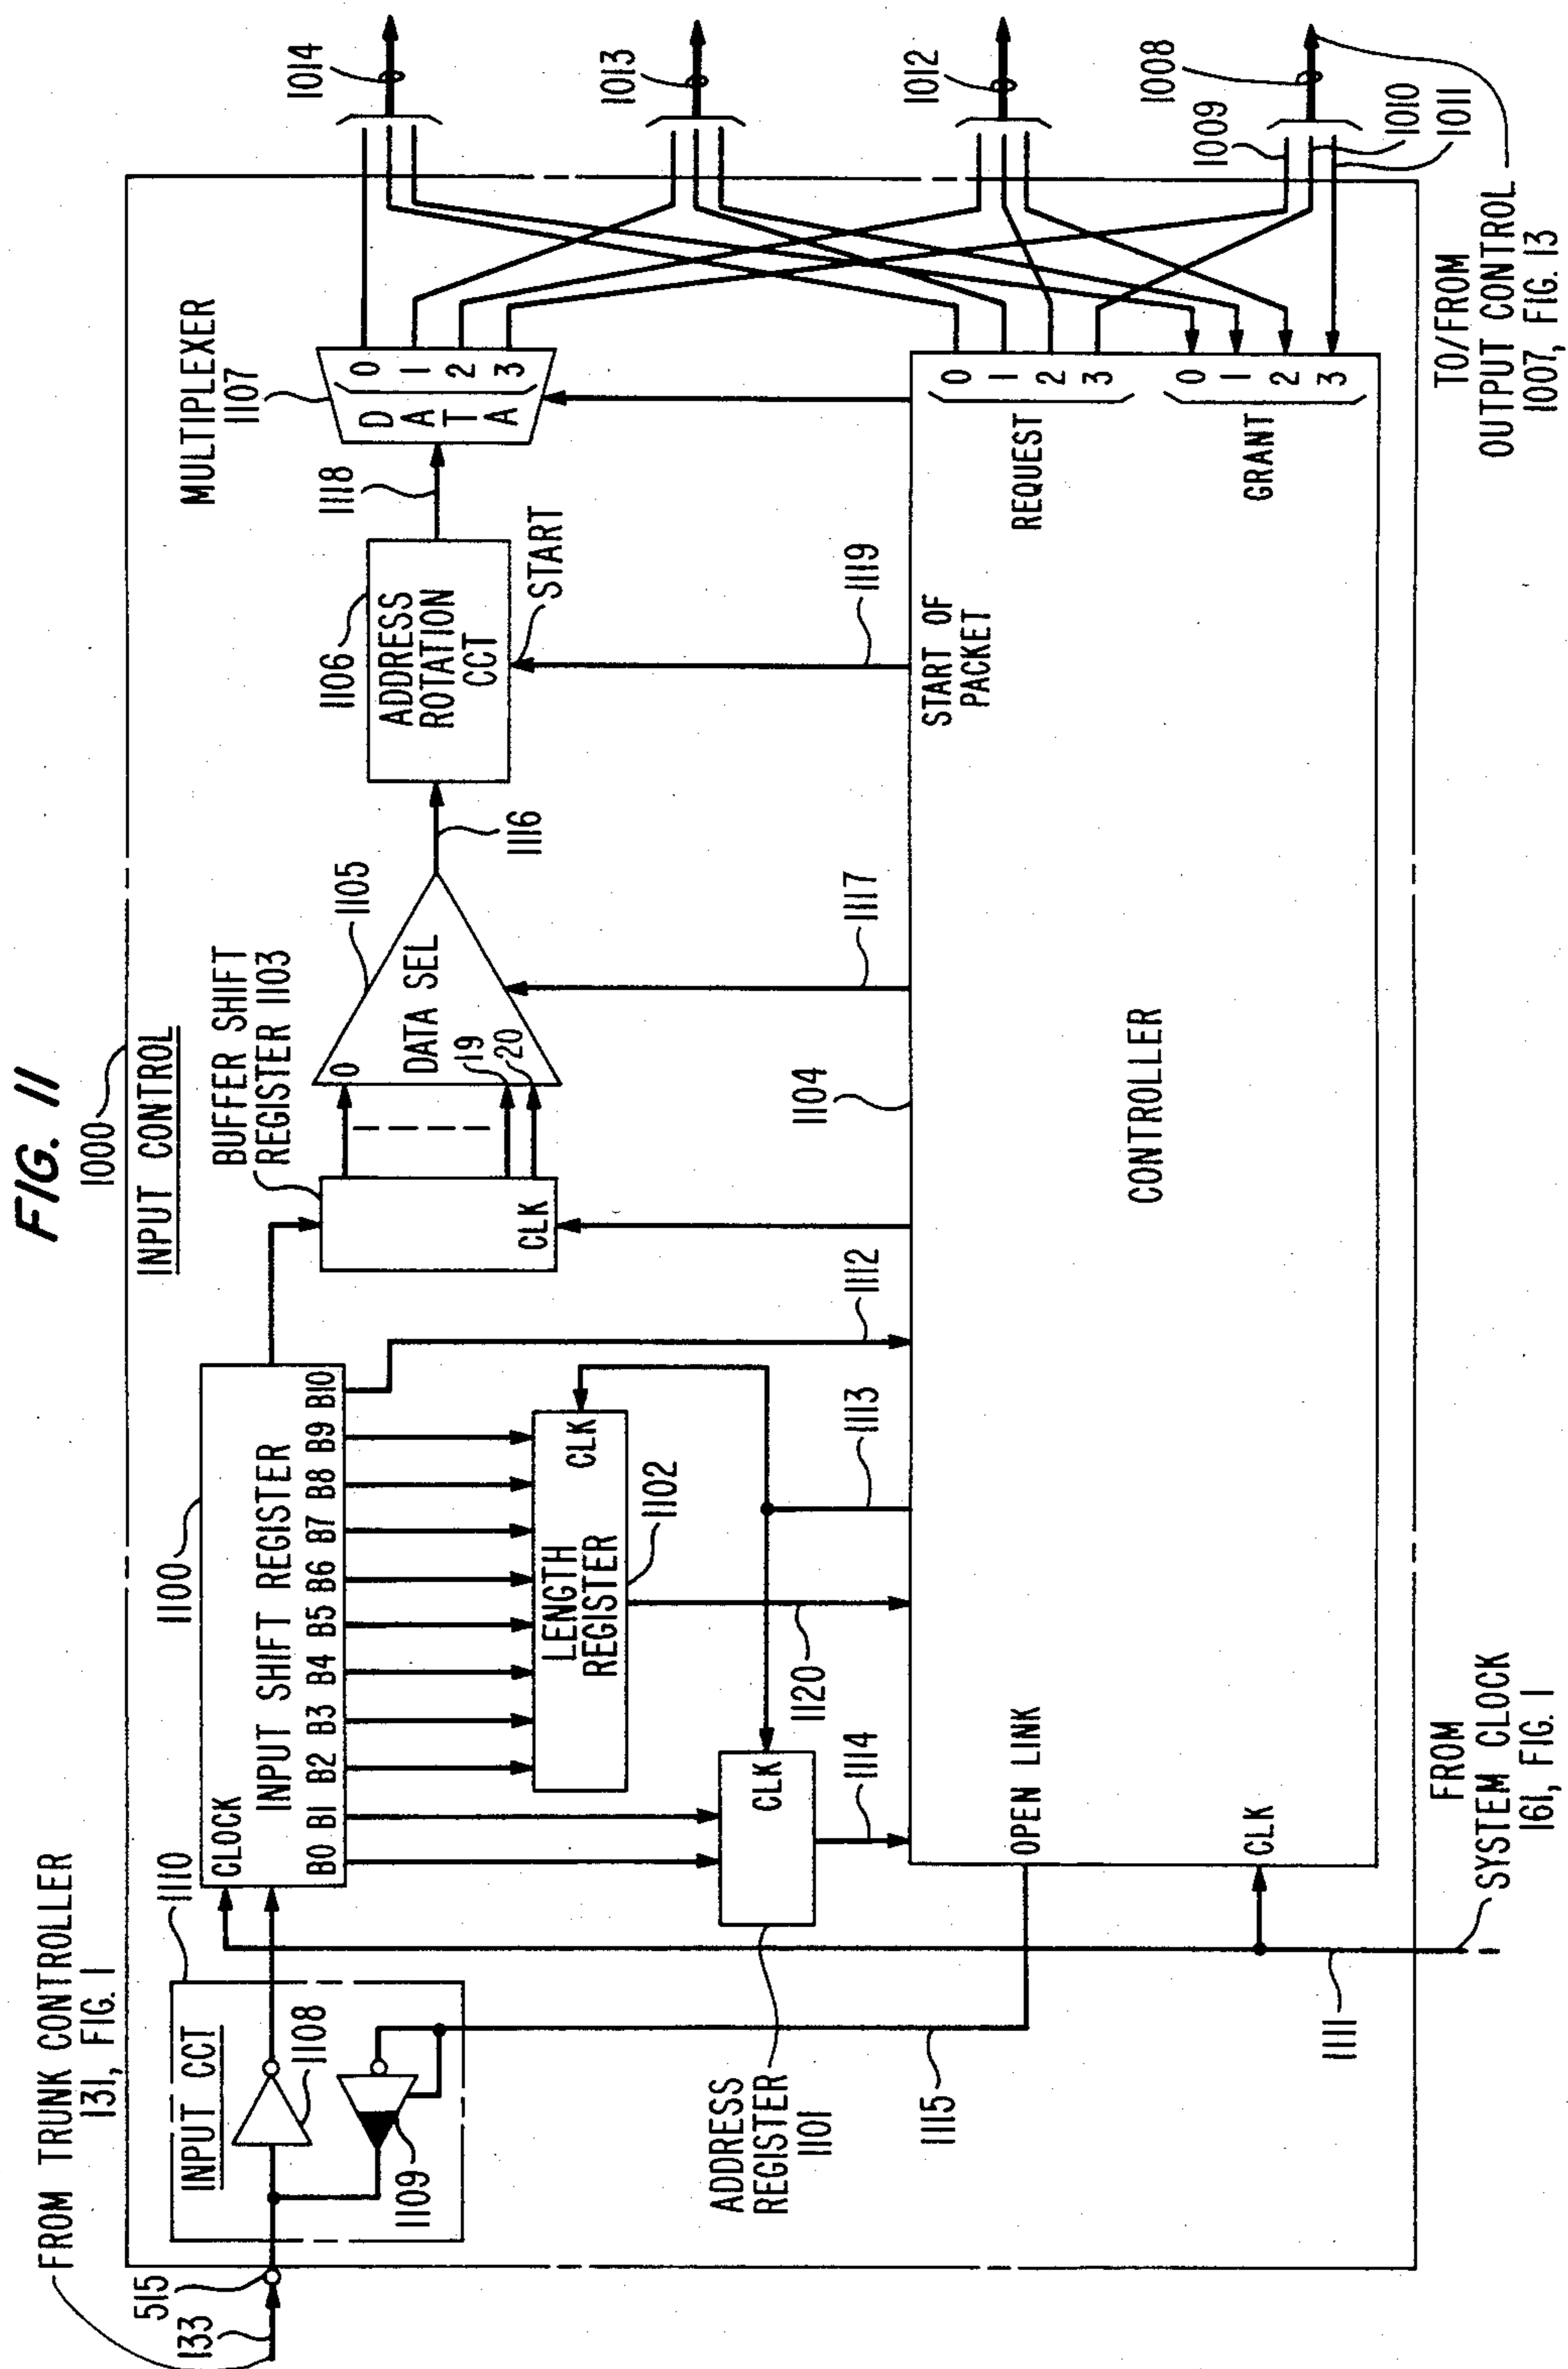 FIG. 11
1000
INPUT CONTROL
FROM TRUNK CONTROLLER
131, FIG. 1
515
133
INPUT CCT
1110
1108
1109
1100
CLOCK
INPUT SHIFT REGISTER
B0 B1 B2 B3 B4 B5 B6 B7 B8 B9 B10
BUFFER SHIFT
REGISTER 1103
CLK
0
DATA SEL
19
20
1105
1116
1106
ADDRESS
ROTATION
CCT
START
1118
MULTIPLEXER
1107
DATA
0
1
2
3
1014
1013
1012
1008
1009
1010
1011
LENGTH
REGISTER
CLK
1102
CLK
ADDRESS
REGISTER
1101
1115
1114
1120
1113
1112
1104
1117
1119
START OF
PACKET
OPEN LINK
CLK
CONTROLLER
REQUEST
0
1
2
3
GRANT
0
1
2
3
1111
FROM
SYSTEM CLOCK
161, FIG. 1
TO/FROM
OUTPUT CONTROL
1007, FIG. 13